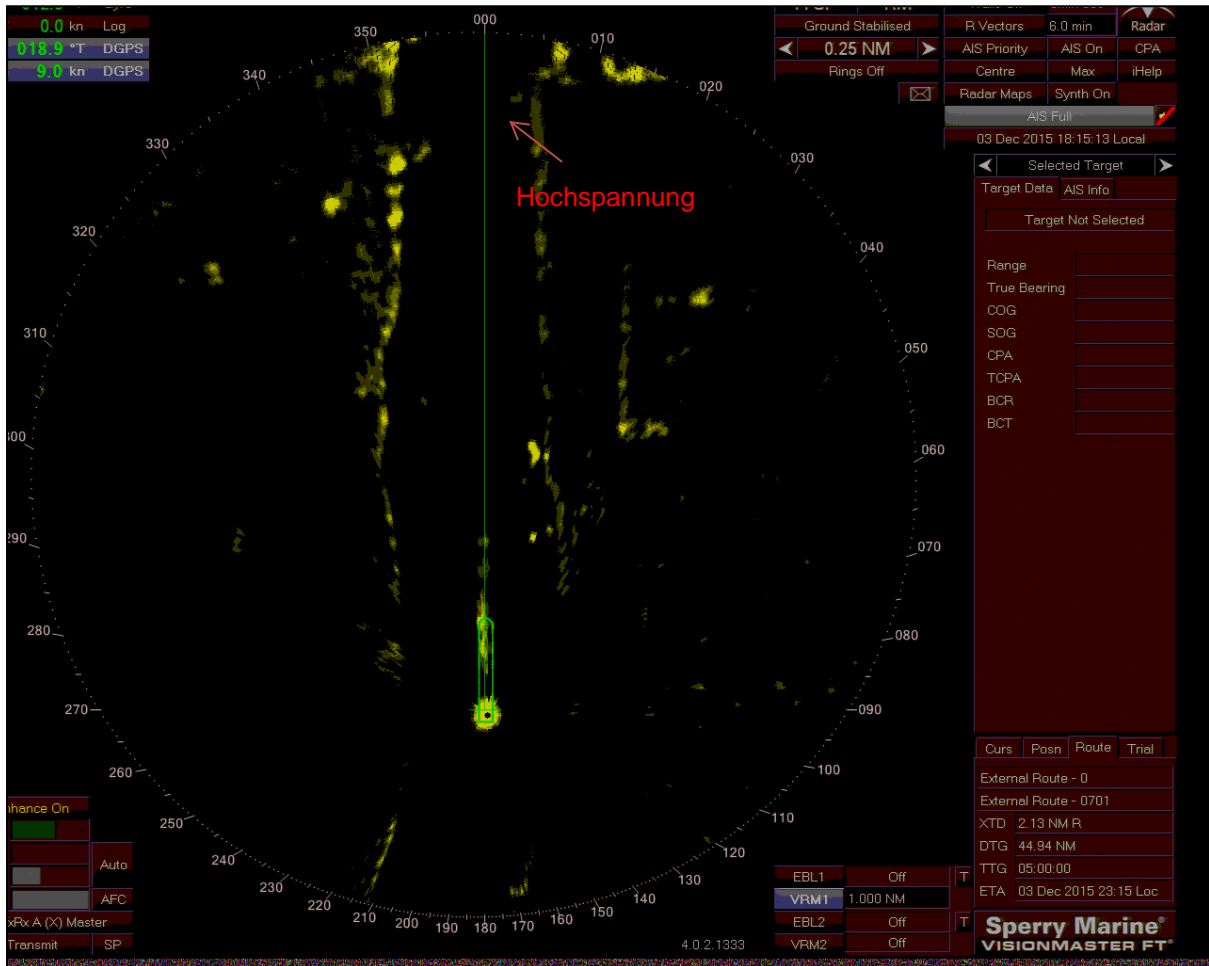 0.0 kn Log
018.9 °T DGPS
9.0 kn DGPS
Ground Stabilised
0.25 NM
Rings Off
R Vectors 6.0 min Radar
AIS Priority AIS On CPA
Centre Max iHelp
Radar Maps Synth On
AIS Full
03 Dec 2015 18:15:13 Local
000
350
010
340
020
330
030
Hochspannung
320
040
310
050
060
290
070
280
080
270
090
260
100
250
110
240
120
230
130
220
140
210
200
190
180
170
160
150
Selected Target
Target Data AIS Info
Target Not Selected
Range
True Bearing
COG
SOG
CPA
TCPA
BCR
BCT
Curs Posn Route Trial
External Route - 0
External Route - 0701
XTD 2.13 NM R
DTG 44.94 NM
TTG 05:00:00
ETA 03 Dec 2015 23:15 Loc
nhance On
Auto
AFC
xRx A (X) Master
Transmit SP
EBL1 Off T
VRM1 1.000 NM
EBL2 Off T
VRM2 Off
4.0.2.1333
Sperry Marine®
VISIONMASTER FT®